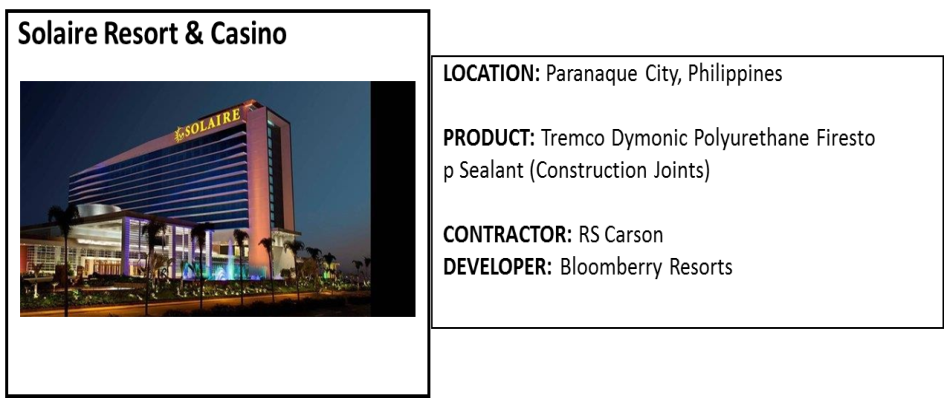 Solaire Resort & Casino
SOLAIRE
LOCATION: Paranaque City, Philippines
PRODUCT: Tremco Dymonic Polyurethane Firesto
p Sealant (Construction Joints)
CONTRACTOR: RS Carson
DEVELOPER: Bloomberry Resorts